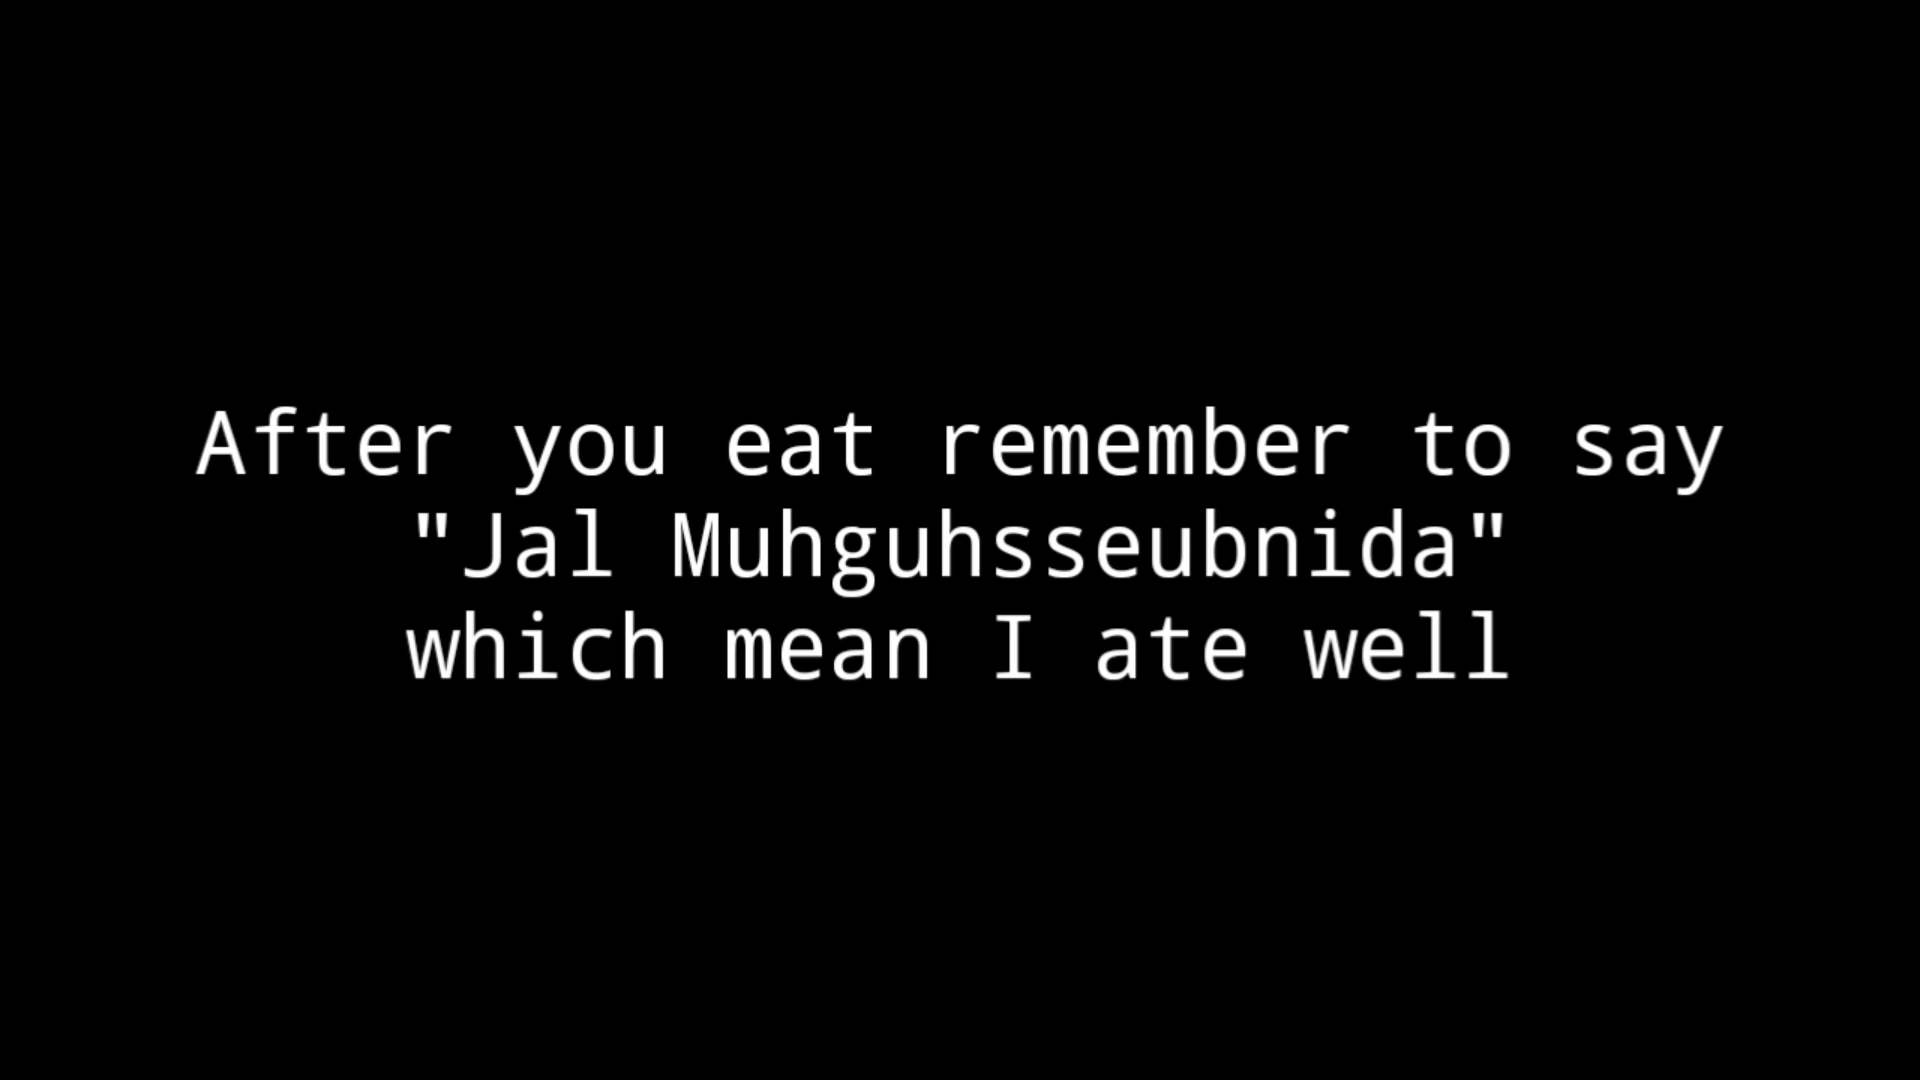 After you eat remember to say
"Jal Muhguhsseubnida"
which mean I ate well